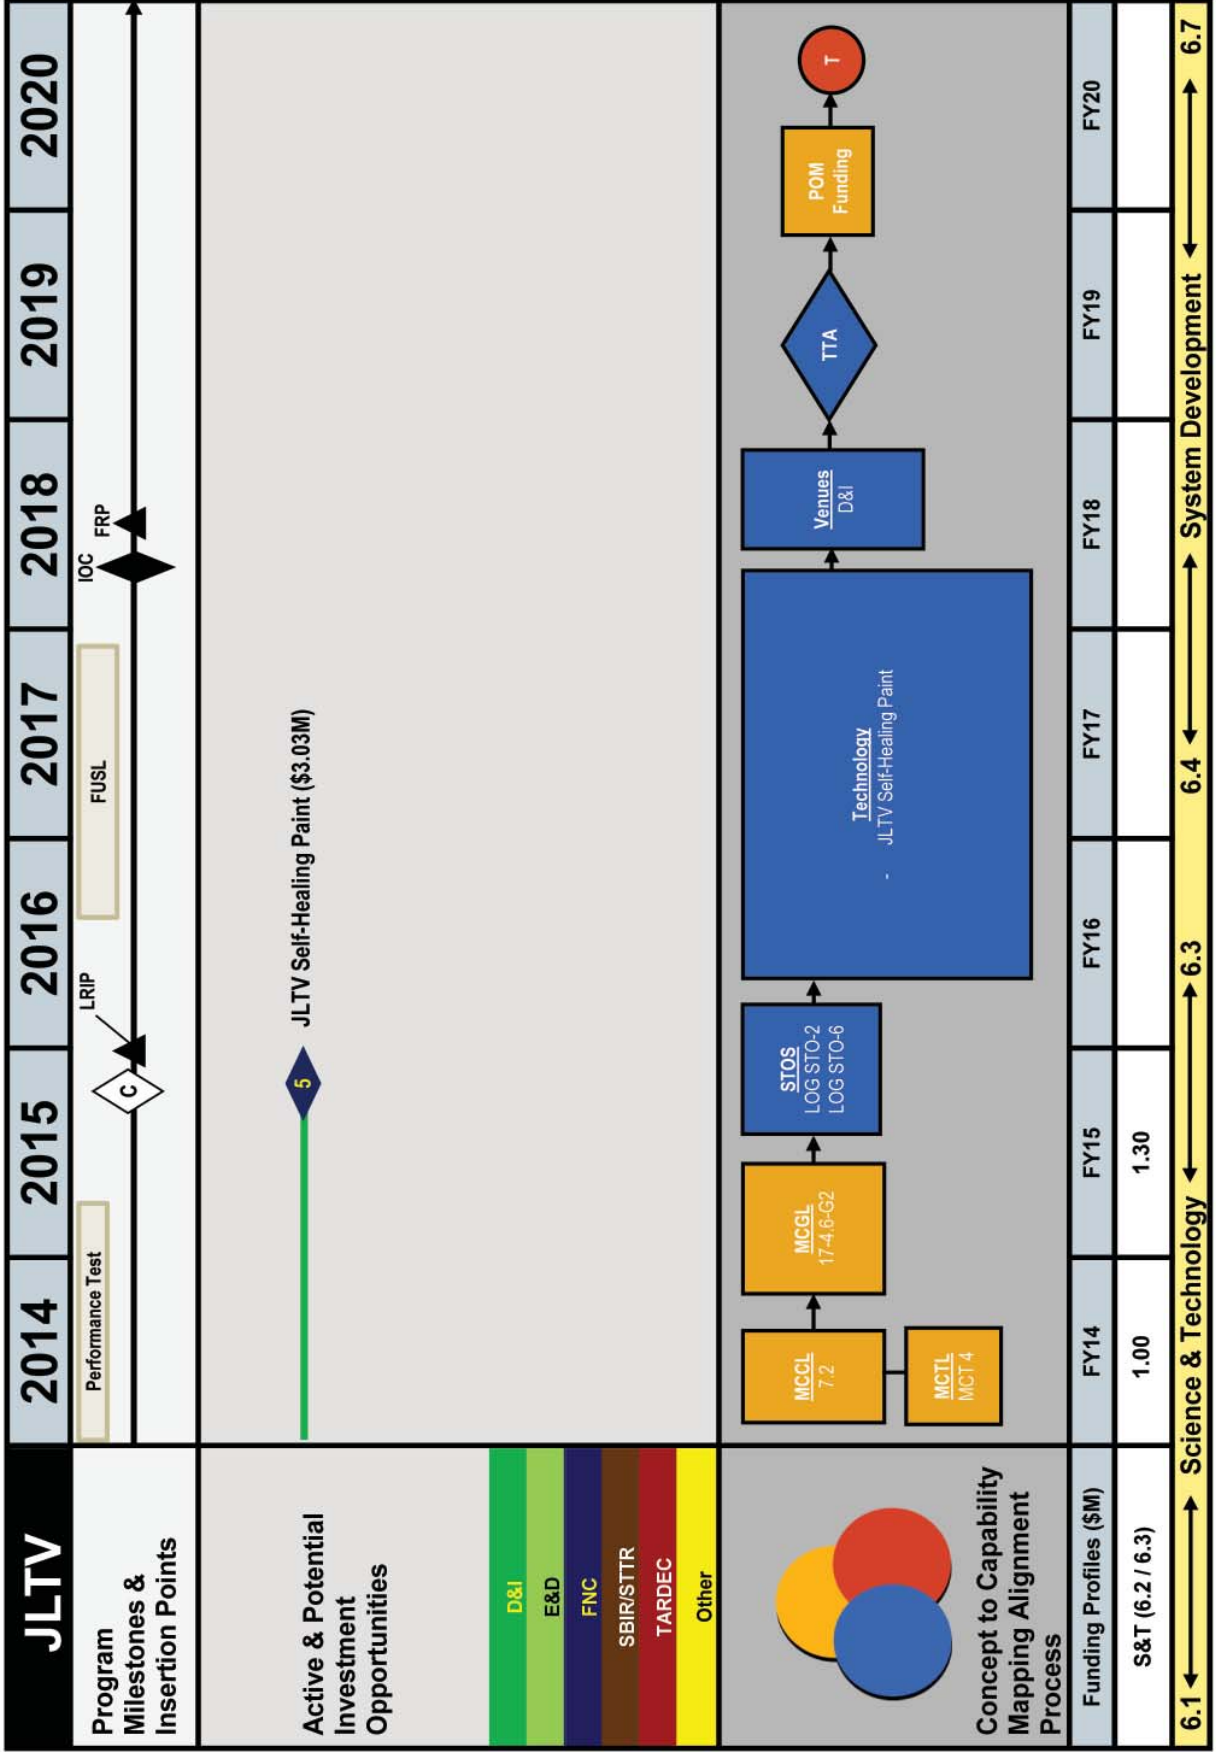 JLTV
2014
2015
2016
2017
2018
2019
2020
Program
Milestones &
Insertion Points
Performance Test
C
LRIP
FUSL
IOC
FRP
Active & Potential
Investment
Opportunities
5
JLTV Self-Healing Paint ($3.03M)
D&I
E&D
FNC
SBIR/STTR
TARDEC
Other
Concept to Capability
Mapping Alignment
Process
MCCL
7.2
MCTL
MCT 4
MCGL
17-4.6-G2
STOS
LOG STO-2
LOG STO-6
Technology
- JLTV Self-Healing Paint
Venues
D&I
TTA
POM
Funding
T
Funding Profiles ($M)
FY14
FY15
FY16
FY17
FY18
FY19
FY20
S&T (6.2 / 6.3)
1.00
1.30
6.1
Science & Technology
6.3
6.4
System Development
6.7